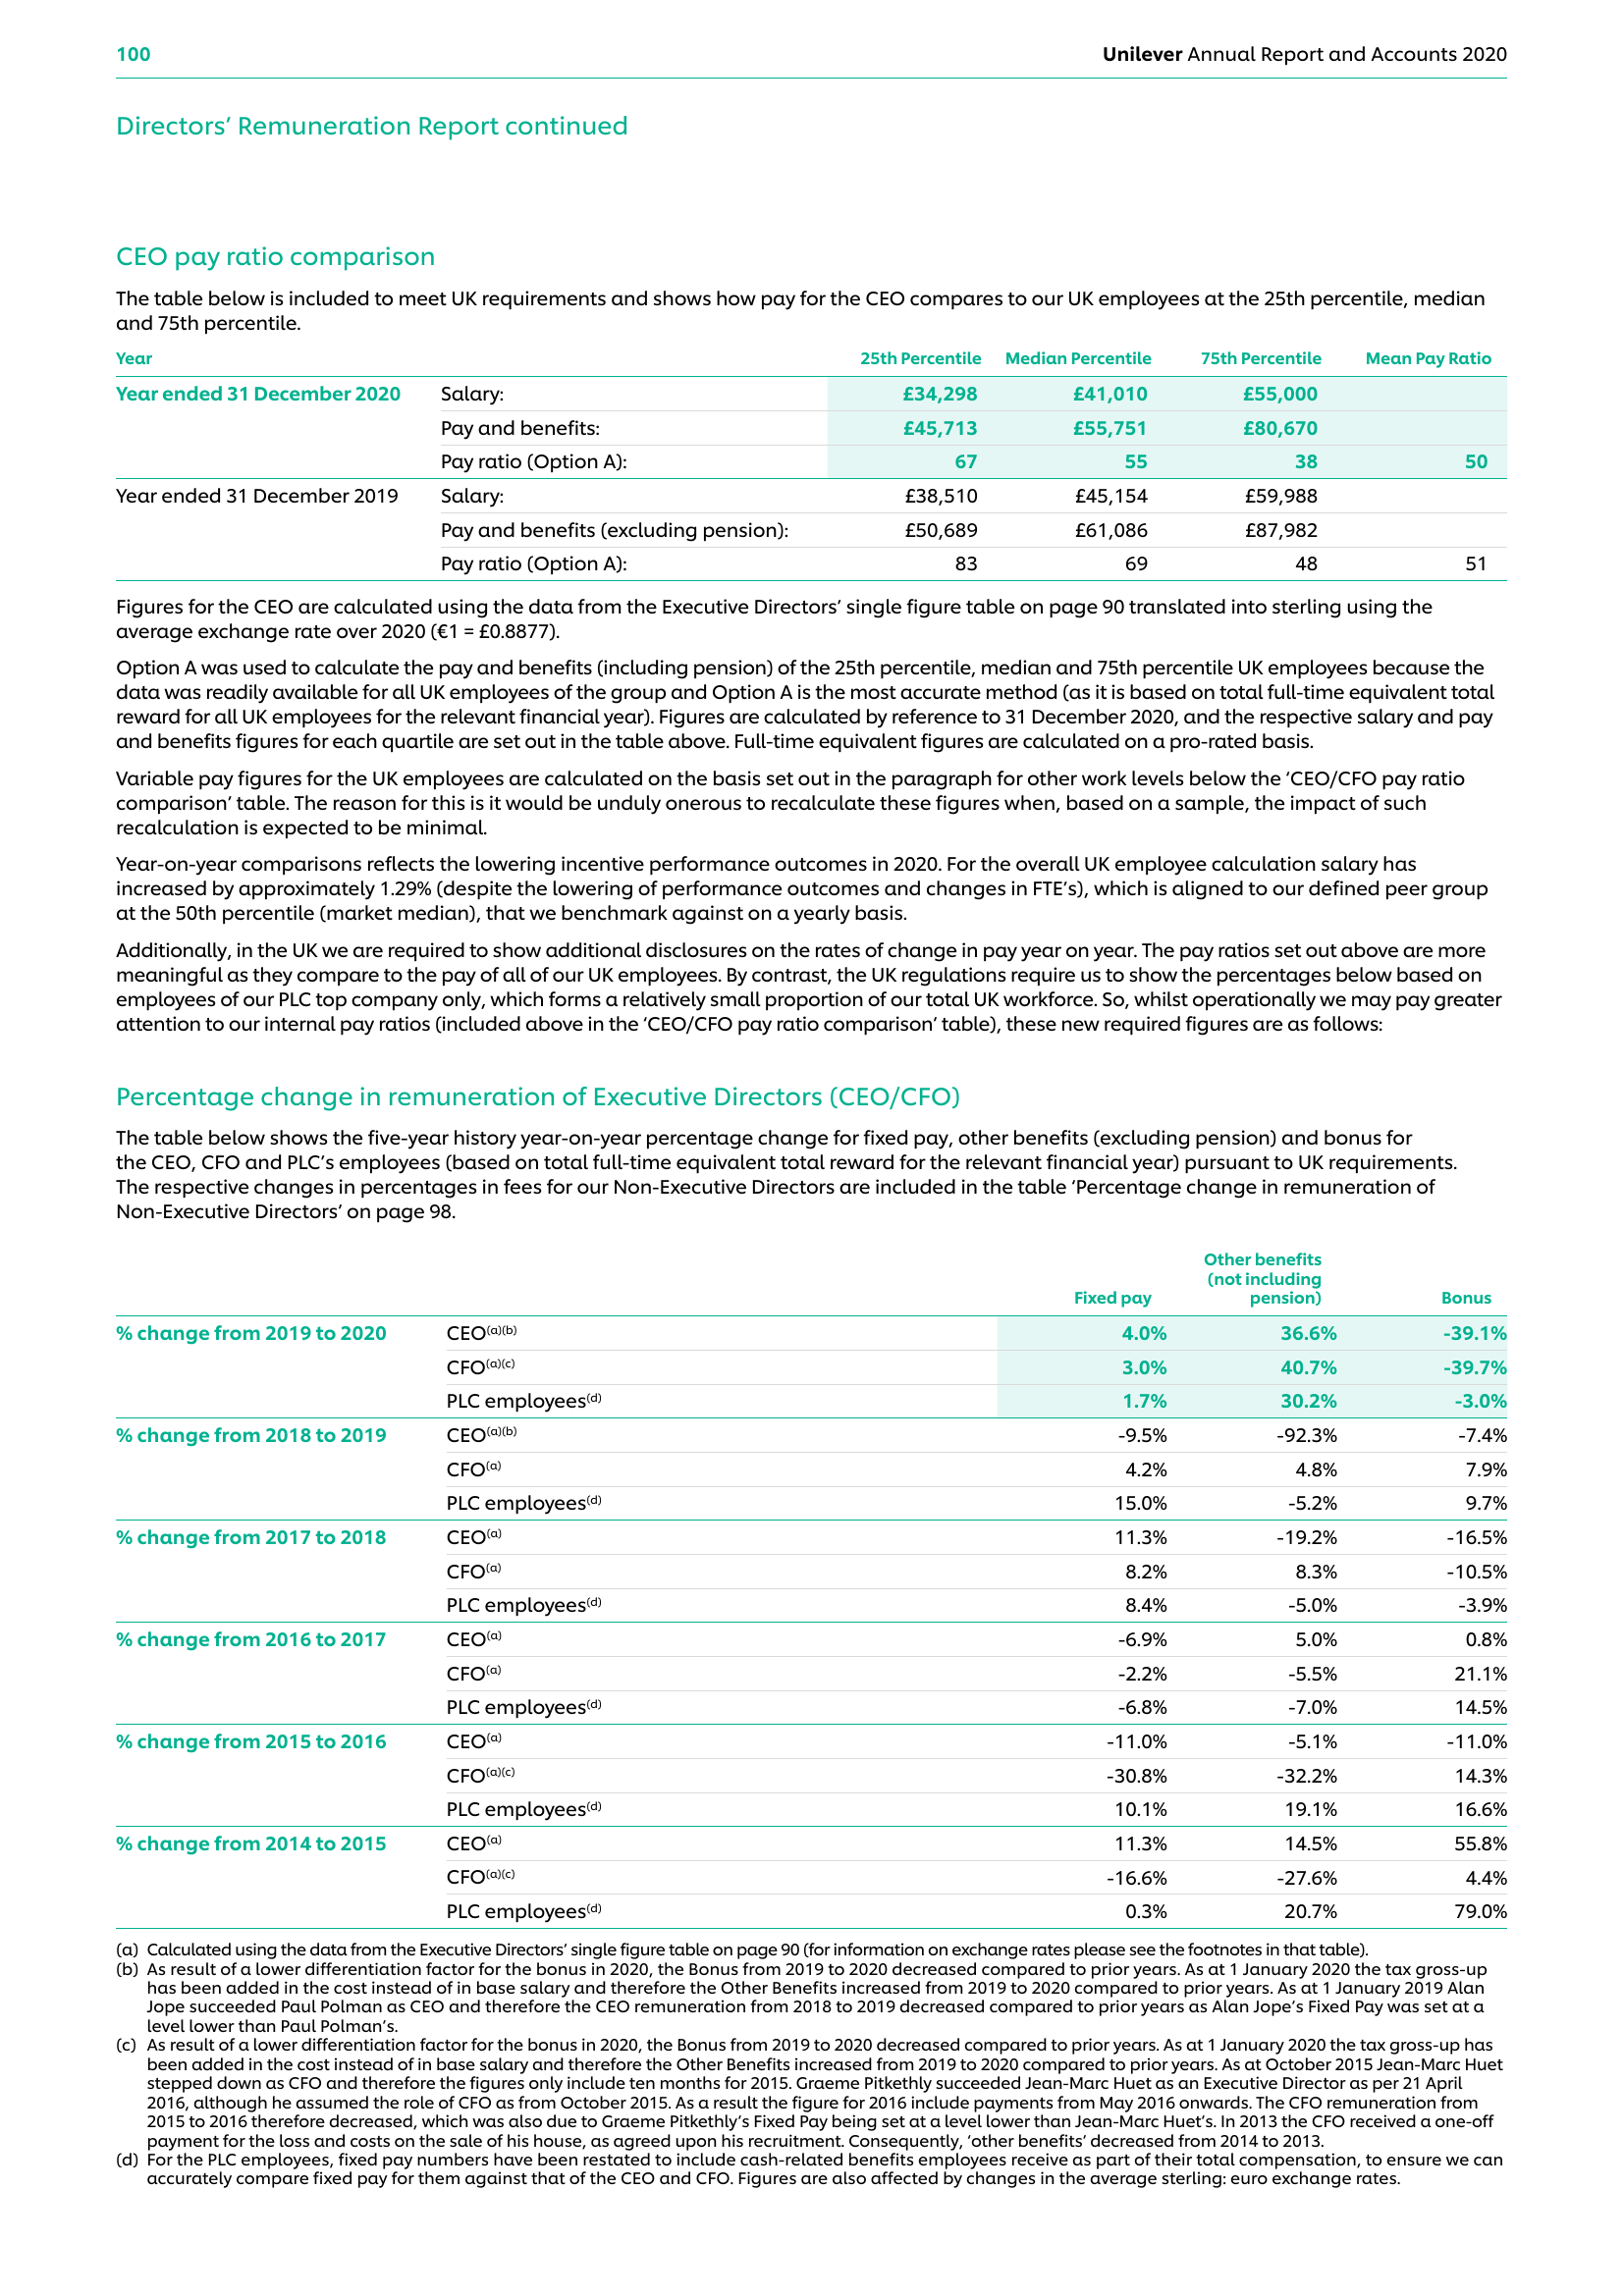 100
Unilever Annual Report and Accounts 2020
Directors’ Remuneration Report continued
CEO pay ratio comparison
The table below is included to meet UK requirements and shows how pay for the CEO compares to our UK employees at the 25th percentile, median
and 75th percentile.
Year 25th Percentile Median Percentile 75th Percentile Mean Pay Ratio
Year ended 31 December 2020 Salary: £34,298 £41,010 £55,000
Pay and benefits: £45,713 £55,751 £80,670
Pay ratio (Option A): 67 55 38 50
Year ended 31 December 2019 Salary: £38,510 £45,154 £59,988
Pay and benefits (excluding pension): £50,689 £61,086 £87,982
Pay ratio (Option A): 83 69 48 51
Figures for the CEO are calculated using the data from the Executive Directors’ single figure table on page 90 translated into sterling using the
average exchange rate over 2020 (€1 = £0.8877).
Option A was used to calculate the pay and benefits (including pension) of the 25th percentile, median and 75th percentile UK employees because the
data was readily available for all UK employees of the group and Option A is the most accurate method (as it is based on total full-time equivalent total
reward for all UK employees for the relevant financial year). Figures are calculated by reference to 31 December 2020, and the respective salary and pay
and benefits figures for each quartile are set out in the table above. Full-time equivalent figures are calculated on a pro-rated basis.
Variable pay figures for the UK employees are calculated on the basis set out in the paragraph for other work levels below the ‘CEO/CFO pay ratio
comparison’ table. The reason for this is it would be unduly onerous to recalculate these figures when, based on a sample, the impact of such
recalculation is expected to be minimal.
Year-on-year comparisons reflects the lowering incentive performance outcomes in 2020. For the overall UK employee calculation salary has
increased by approximately 1.29% (despite the lowering of performance outcomes and changes in FTE’s), which is aligned to our defined peer group
at the 50th percentile (market median), that we benchmark against on a yearly basis.
Additionally, in the UK we are required to show additional disclosures on the rates of change in pay year on year. The pay ratios set out above are more
meaningful as they compare to the pay of all of our UK employees. By contrast, the UK regulations require us to show the percentages below based on
employees of our PLC top company only, which forms a relatively small proportion of our total UK workforce. So, whilst operationally we may pay greater
attention to our internal pay ratios (included above in the ‘CEO/CFO pay ratio comparison’ table), these new required figures are as follows:
Percentage change in remuneration of Executive Directors (CEO/CFO)
The table below shows the five-year history year-on-year percentage change for fixed pay, other benefits (excluding pension) and bonus for
the CEO, CFO and PLC’s employees (based on total full-time equivalent total reward for the relevant financial year) pursuant to UK requirements.
The respective changes in percentages in fees for our Non-Executive Directors are included in the table ‘Percentage change in remuneration of
Non-Executive Directors’ on page 98.
Other benefits
(not including
Fixed pay pension) Bonus
% change from 2019 to 2020 CEO(a)(b) 4.0% 36.6% -39.1%
CFO(a)(c) 3.0% 40.7% -39.7%
PLC employees(d) 1.7% 30.2% -3.0%
% change from 2018 to 2019 CEO(a)(b) -9.5% -92.3% -7.4%
CFO(a) 4.2% 4.8% 7.9%
PLC employees(d) 15.0% -5.2% 9.7%
% change from 2017 to 2018 CEO(a) 11.3% -19.2% -16.5%
CFO(a) 8.2% 8.3% -10.5%
PLC employees(d) 8.4% -5.0% -3.9%
% change from 2016 to 2017 CEO(a) -6.9% 5.0% 0.8%
CFO(a) -2.2% -5.5% 21.1%
PLC employees(d) -6.8% -7.0% 14.5%
% change from 2015 to 2016 CEO(a) -11.0% -5.1% -11.0%
CFO(a)(c) -30.8% -32.2% 14.3%
PLC employees(d) 10.1% 19.1% 16.6%
% change from 2014 to 2015 CEO(a) 11.3% 14.5% 55.8%
CFO(a)(c) -16.6% -27.6% 4.4%
PLC employees(d) 0.3% 20.7% 79.0%
(a) Calculated using the data from the Executive Directors’ single figure table on page 90 (for information on exchange rates please see the footnotes in that table).
(b) As result of a lower differentiation factor for the bonus in 2020, the Bonus from 2019 to 2020 decreased compared to prior years. As at 1 January 2020 the tax gross-up
has been added in the cost instead of in base salary and therefore the Other Benefits increased from 2019 to 2020 compared to prior years. As at 1 January 2019 Alan
Jope succeeded Paul Polman as CEO and therefore the CEO remuneration from 2018 to 2019 decreased compared to prior years as Alan Jope’s Fixed Pay was set at a
level lower than Paul Polman’s.
(c) As result of a lower differentiation factor for the bonus in 2020, the Bonus from 2019 to 2020 decreased compared to prior years. As at 1 January 2020 the tax gross-up has
been added in the cost instead of in base salary and therefore the Other Benefits increased from 2019 to 2020 compared to prior years. As at October 2015 Jean-Marc Huet
stepped down as CFO and therefore the figures only include ten months for 2015. Graeme Pitkethly succeeded Jean-Marc Huet as an Executive Director as per 21 April
2016, although he assumed the role of CFO as from October 2015. As a result the figure for 2016 include payments from May 2016 onwards. The CFO remuneration from
2015 to 2016 therefore decreased, which was also due to Graeme Pitkethly’s Fixed Pay being set at a level lower than Jean-Marc Huet’s. In 2013 the CFO received a one-off
payment for the loss and costs on the sale of his house, as agreed upon his recruitment. Consequently, ‘other benefits’ decreased from 2014 to 2013.
(d) For the PLC employees, fixed pay numbers have been restated to include cash-related benefits employees receive as part of their total compensation, to ensure we can
accurately compare fixed pay for them against that of the CEO and CFO. Figures are also affected by changes in the average sterling: euro exchange rates.